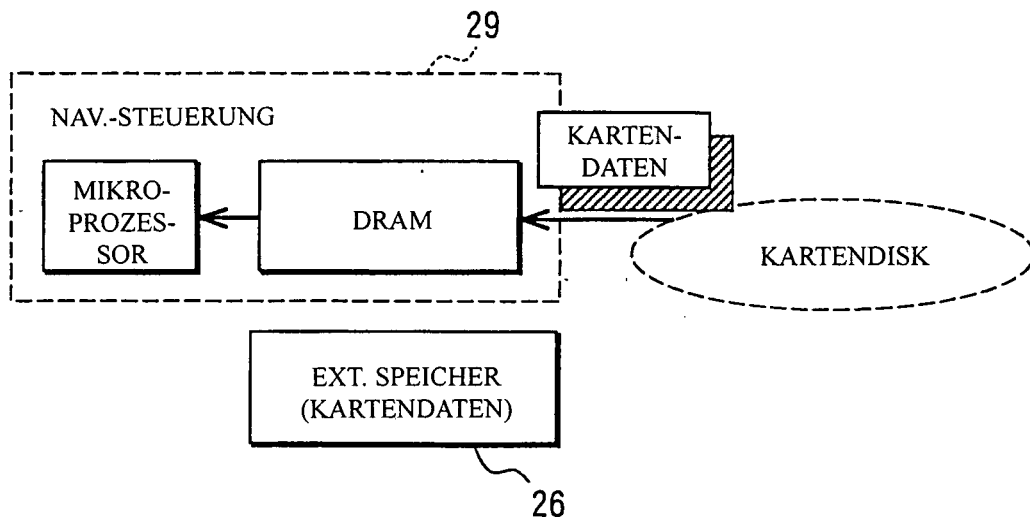 29
NAV.-STEUERUNG
KARTEN-
DATEN
MIKRO-
PROZES-
SOR
DRAM
KARTENDISK
EXT. SPEICHER
(KARTENDATEN)
26